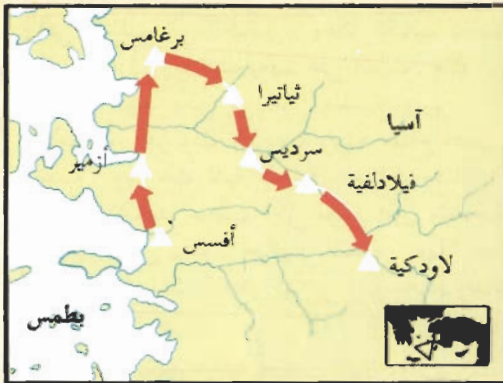 برغامس
ثياتيرا
آسيا
سرديس
أزمير
فيلادلفية
أفسس
لاودكية
بطمس